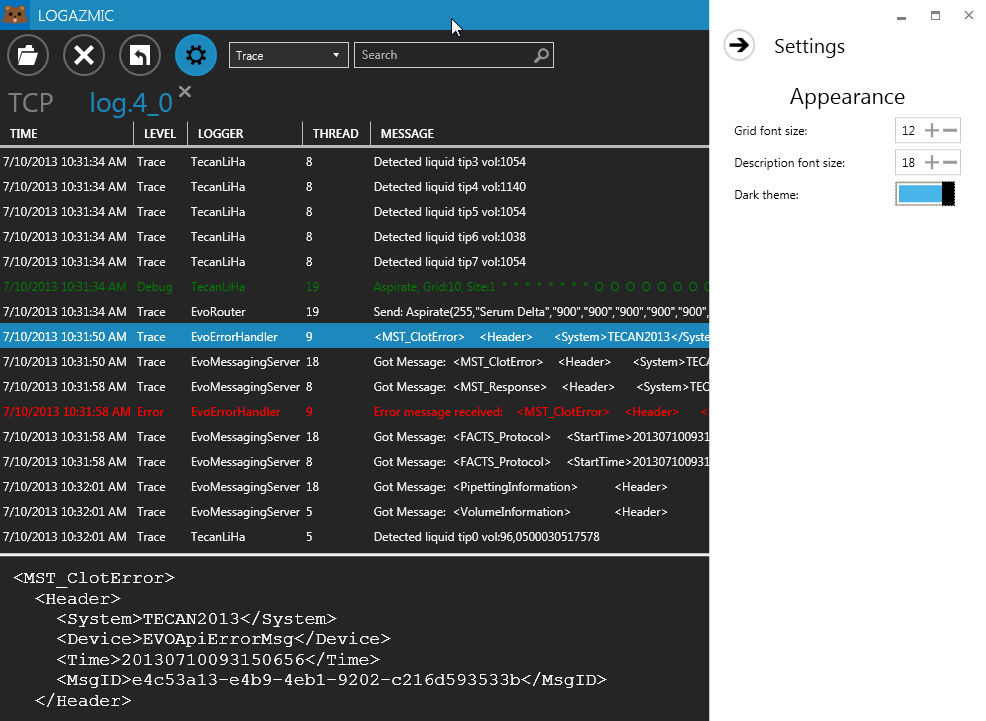 LOGAZMIC
Trace
Search
TCP log.4_0
TIME LEVEL LOGGER THREAD MESSAGE
7/10/2013 10:31:34 AM Trace TecanLiHa 8 Detected liquid tip3 vol:1054
7/10/2013 10:31:34 AM Trace TecanLiHa 8 Detected liquid tip4 vol:1140
7/10/2013 10:31:34 AM Trace TecanLiHa 8 Detected liquid tip5 vol:1054
7/10/2013 10:31:34 AM Trace TecanLiHa 8 Detected liquid tip6 vol:1038
7/10/2013 10:31:34 AM Trace TecanLiHa 8 Detected liquid tip7 vol:1054
7/10/2013 10:31:34 AM Debug TecanLiHa 19 Aspirate, Grid:10, Site:1 * * * * * * * * O O O O O O O O
7/10/2013 10:31:34 AM Trace EvoRouter 19 Send: Aspirate(255,"Serum Delta","900","900","900","900","900",
7/10/2013 10:31:50 AM Trace EvoErrorHandler 9 <MST_ClotError> <Header> <System>TECAN2013</Syste
7/10/2013 10:31:50 AM Trace EvoMessagingServer 18 Got Message: <MST_ClotError> <Header> <System>TECA
7/10/2013 10:31:58 AM Trace EvoMessagingServer 8 Got Message: <MST_Response> <Header> <System>TEC
7/10/2013 10:31:58 AM Error EvoErrorHandler 9 Error message received: <MST_ClotError> <Header> <
7/10/2013 10:31:58 AM Trace EvoMessagingServer 18 Got Message: <FACTS_Protocol> <StartTime>201307100931
7/10/2013 10:31:58 AM Trace EvoMessagingServer 8 Got Message: <FACTS_Protocol> <StartTime>201307100931
7/10/2013 10:32:01 AM Trace EvoMessagingServer 18 Got Message: <PipettingInformation> <Header>
7/10/2013 10:32:01 AM Trace EvoMessagingServer 5 Got Message: <VolumeInformation> <Header>
7/10/2013 10:32:01 AM Trace TecanLiHa 5 Detected liquid tip0 vol:96,0500030517578
<MST_ClotError>
<Header>
<System>TECAN2013</System>
<Device>EVOApiErrorMsg</Device>
<Time>20130710093150656</Time>
<MsgID>e4c53a13-e4b9-4eb1-9202-c216d593533b</MsgID>
</Header>
Settings
Appearance
Grid font size: 12
Description font size: 18
Dark theme: